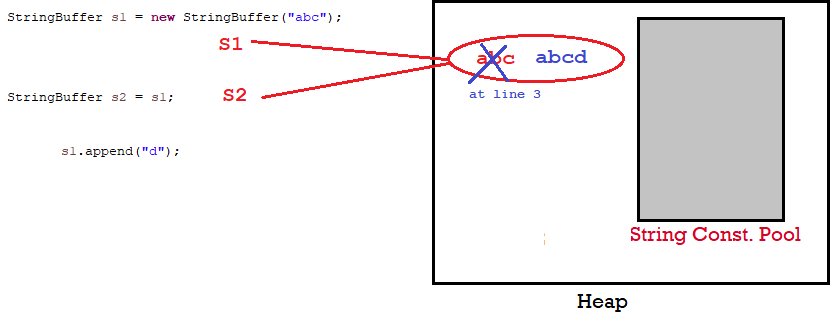 StringBuffer s1 = new StringBuffer("abc");
S1
abc abcd
at line 3
S2
StringBuffer s2 = s1;
s1.append("d");
String Const. Pool
Heap